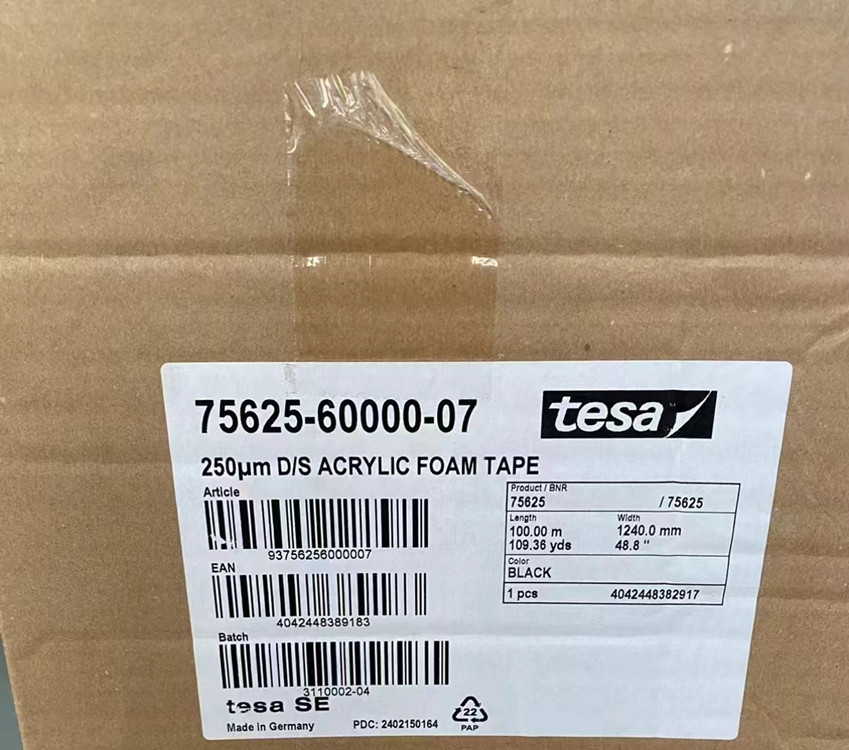 75625-60000-07
tesa
250µm D/S ACRYLIC FOAM TAPE
Article
93756256000007
EAN
4042448389183
Batch
3110002-04
tesa SE
Made in Germany PDC: 2402150164
22
PAP
Product / BNR
75625 / 75625
Length Width
100.00 m 1240.0 mm
109.36 yds 48.8 "
Color
BLACK
1 pcs 4042448382917